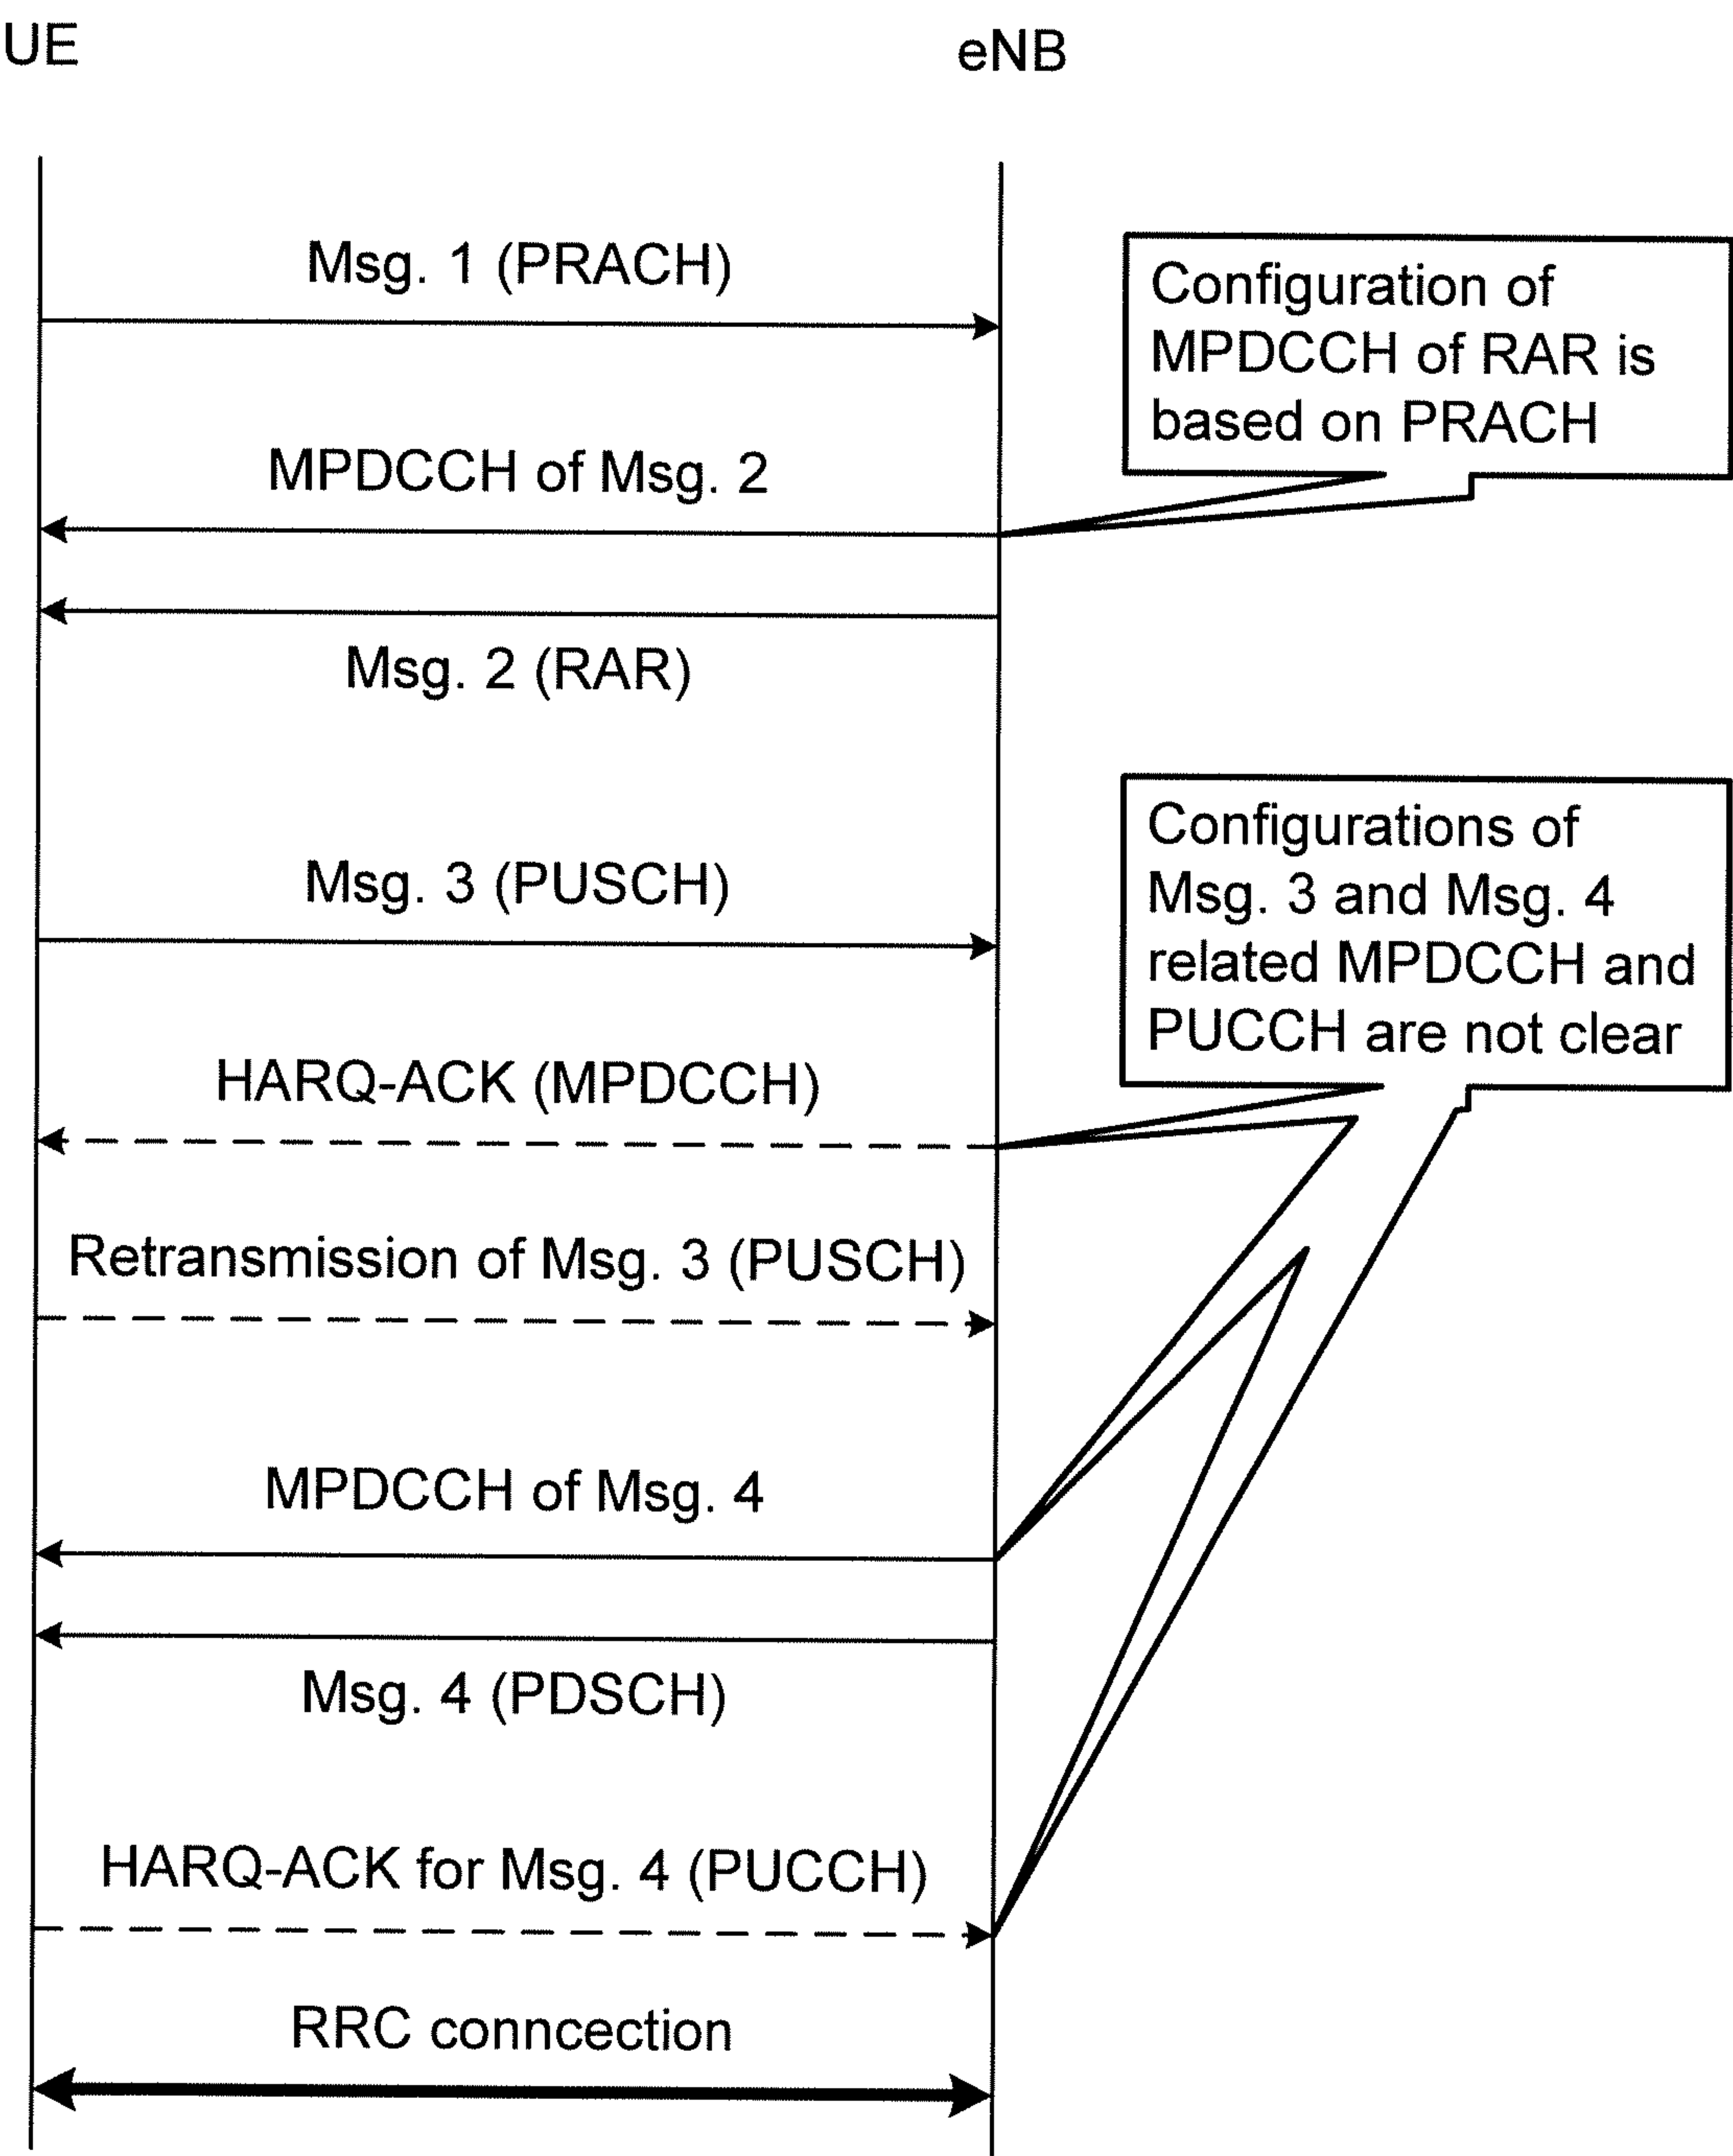 UE
eNB
Msg. 1 (PRACH)
Configuration of
MPDCCH of RAR is
based on PRACH
MPDCCH of Msg. 2
Msg. 2 (RAR)
Configurations of
Msg. 3 and Msg. 4
related MPDCCH and
PUCCH are not clear
Msg. 3 (PUSCH)
HARQ-ACK (MPDCCH)
Retransmission of Msg. 3 (PUSCH)
MPDCCH of Msg. 4
Msg. 4 (PDSCH)
HARQ-ACK for Msg. 4 (PUCCH)
RRC conncection